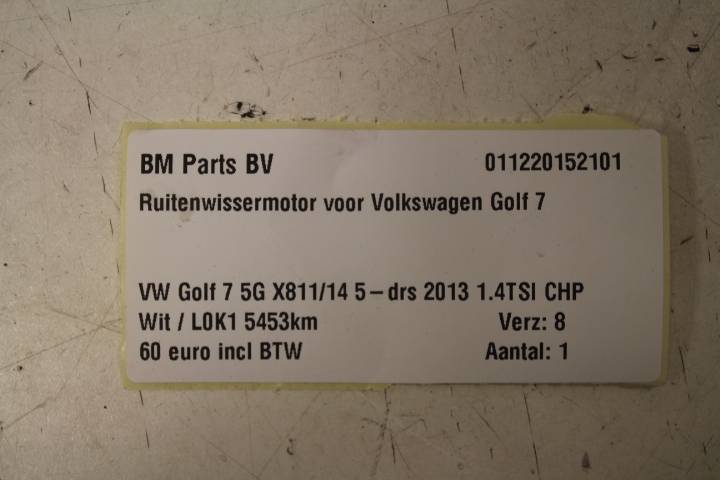 BM Parts BV 011220152101
Ruitenwissermotor voor Volkswagen Golf 7
VW Golf 7 5G X811/14 5-drs 2013 1.4TSI CHP
Wit / L0K1 5453km Verz: 8
60 euro incl BTW Aantal: 1